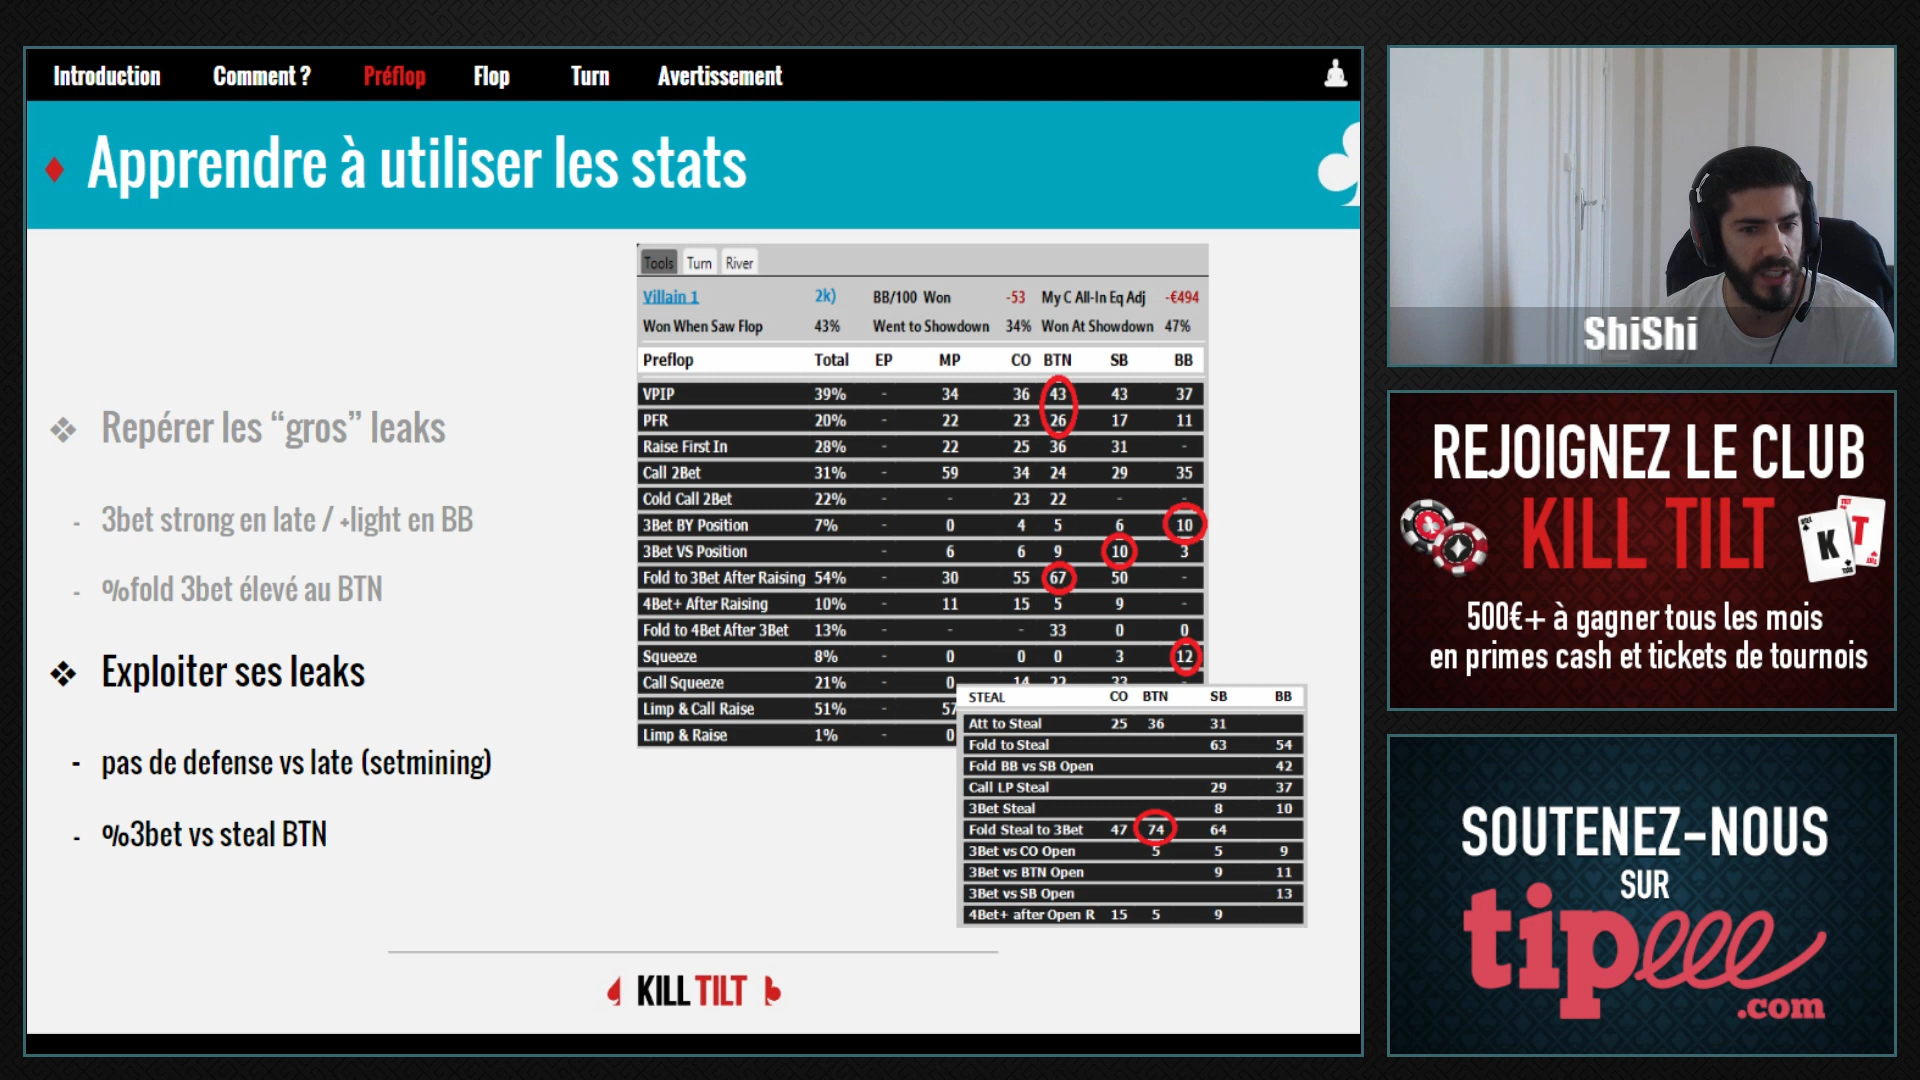 Introduction Comment ? Préflop Flop Turn Avertissement
Apprendre à utiliser les stats
❖ Repérer les “gros” leaks
- 3bet strong en late / +light en BB
- %fold 3bet élevé au BTN
❖ Exploiter ses leaks
- pas de defense vs late (setmining)
- %3bet vs steal BTN
Tools Turn River
Villain 1 2k) BB/100 Won -53 My C All-In Eq Adj -€494
Won When Saw Flop 43% Went to Showdown 34% Won At Showdown 47%
Preflop Total EP MP CO BTN SB BB
VPIP 39% - 34 36 43 43 37
PFR 20% - 22 23 26 17 11
Raise First In 28% - 22 25 36 31 -
Call 2Bet 31% - 59 34 24 29 35
Cold Call 2Bet 22% - - 23 22 - -
3Bet BY Position 7% - 0 4 5 6 10
3Bet VS Position - 6 6 9 10 3
Fold to 3Bet After Raising 54% - 30 55 67 50 -
4Bet+ After Raising 10% - 11 15 5 9 -
Fold to 4Bet After 3Bet 13% - - - 33 0 0
Squeeze 8% - 0 0 0 3 12
Call Squeeze 21% - 0 14 22 33 -
Limp & Call Raise 51% - 57
Limp & Raise 1% - 0
STEAL CO BTN SB BB
Att to Steal 25 36 31
Fold to Steal 63 54
Fold BB vs SB Open 42
Call LP Steal 29 37
3Bet Steal 8 10
Fold Steal to 3Bet 47 74 64
3Bet vs CO Open 5 5 9
3Bet vs BTN Open 9 11
3Bet vs SB Open 13
4Bet+ after Open R 15 5 9
KILL TILT
ShiShi
REJOIGNEZ LE CLUB
KILL TILT
K T
500€+ à gagner tous les mois
en primes cash et tickets de tournois
SOUTENEZ-NOUS
SUR
tipeee
.com